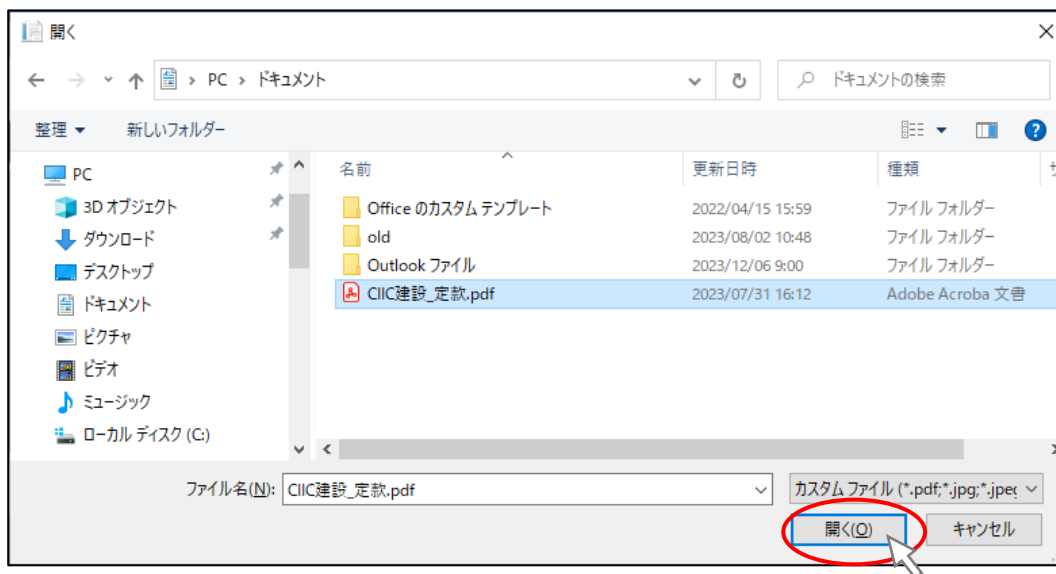 開く
PC › ドキュメント
ドキュメントの検索
整理
新しいフォルダー
名前 更新日時 種類
PC
3D オブジェクト
ダウンロード
デスクトップ
ドキュメント
ピクチャ
ビデオ
ミュージック
ローカル ディスク (C:)
Office のカスタム テンプレート 2022/04/15 15:59 ファイル フォルダー
old 2023/08/02 10:48 ファイル フォルダー
Outlook ファイル 2023/12/06 9:00 ファイル フォルダー
CIIC建設_定款.pdf 2023/07/31 16:12 Adobe Acroba 文書
ファイル名(N): CIIC建設_定款.pdf
カスタム ファイル (*.pdf;*.jpg;*.jpeg
開く(O)
キャンセル